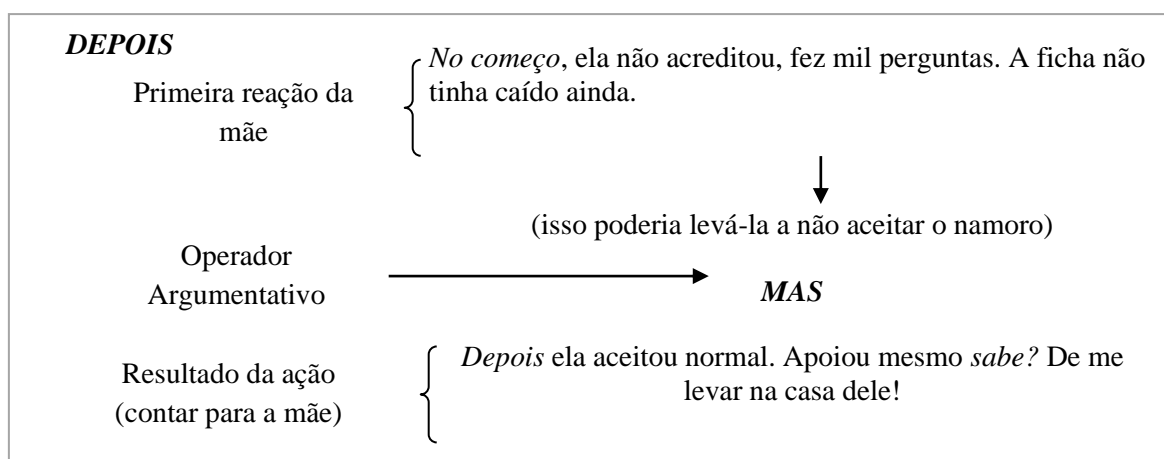 DEPOIS
Primeira reação da
mãe
No começo, ela não acreditou, fez mil perguntas. A ficha não
tinha caído ainda.
(isso poderia levá-la a não aceitar o namoro)
Operador
Argumentativo
MAS
Resultado da ação
(contar para a mãe)
Depois ela aceitou normal. Apoiou mesmo sabe? De me
levar na casa dele!